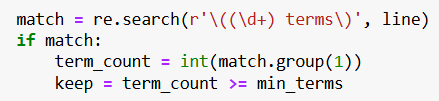 match = re.search(r'\((\d+) terms\)', line)
if match:
    term_count = int(match.group(1))
    keep = term_count >= min_terms